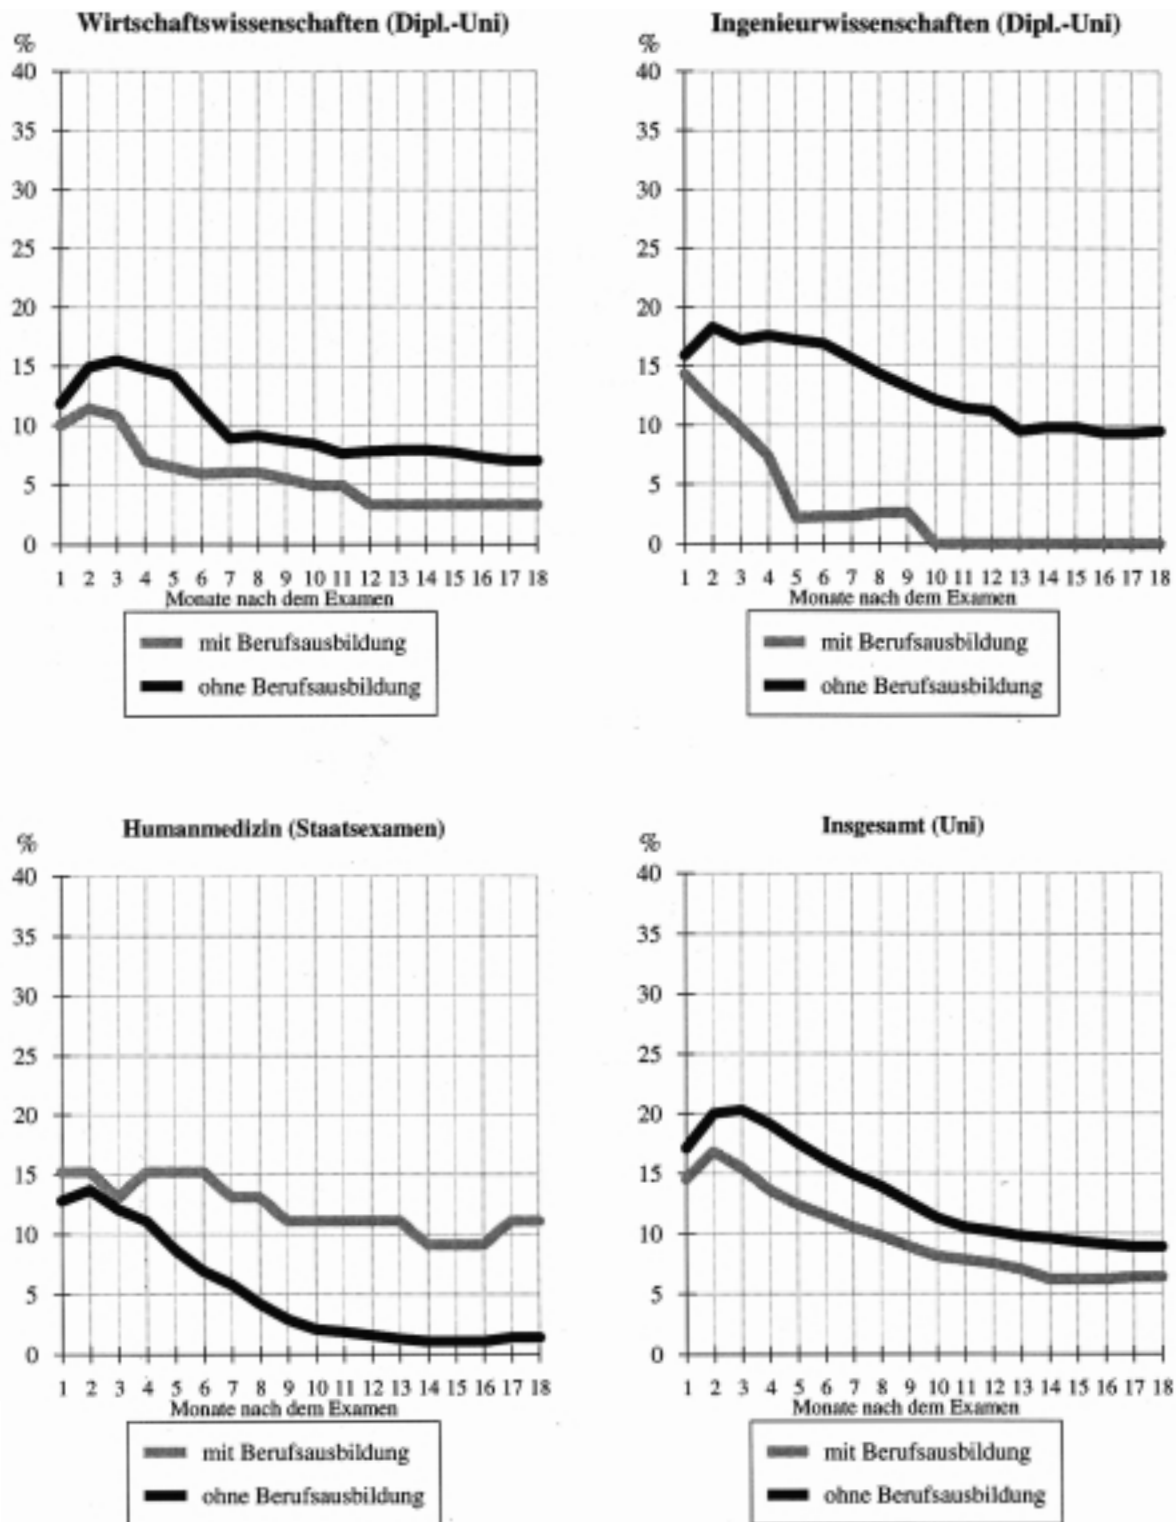 Wirtschaftswissenschaften (Dipl.-Uni)
%
40
35
30
25
20
15
10
5
0
1 2 3 4 5 6 7 8 9 10 11 12 13 14 15 16 17 18
Monate nach dem Examen
mit Berufsausbildung
ohne Berufsausbildung
Ingenieurwissenschaften (Dipl.-Uni)
%
40
35
30
25
20
15
10
5
0
1 2 3 4 5 6 7 8 9 10 11 12 13 14 15 16 17 18
Monate nach dem Examen
mit Berufsausbildung
ohne Berufsausbildung
Humanmedizin (Staatsexamen)
%
40
35
30
25
20
15
10
5
0
1 2 3 4 5 6 7 8 9 10 11 12 13 14 15 16 17 18
Monate nach dem Examen
mit Berufsausbildung
ohne Berufsausbildung
Insgesamt (Uni)
%
40
35
30
25
20
15
10
5
0
1 2 3 4 5 6 7 8 9 10 11 12 13 14 15 16 17 18
Monate nach dem Examen
mit Berufsausbildung
ohne Berufsausbildung